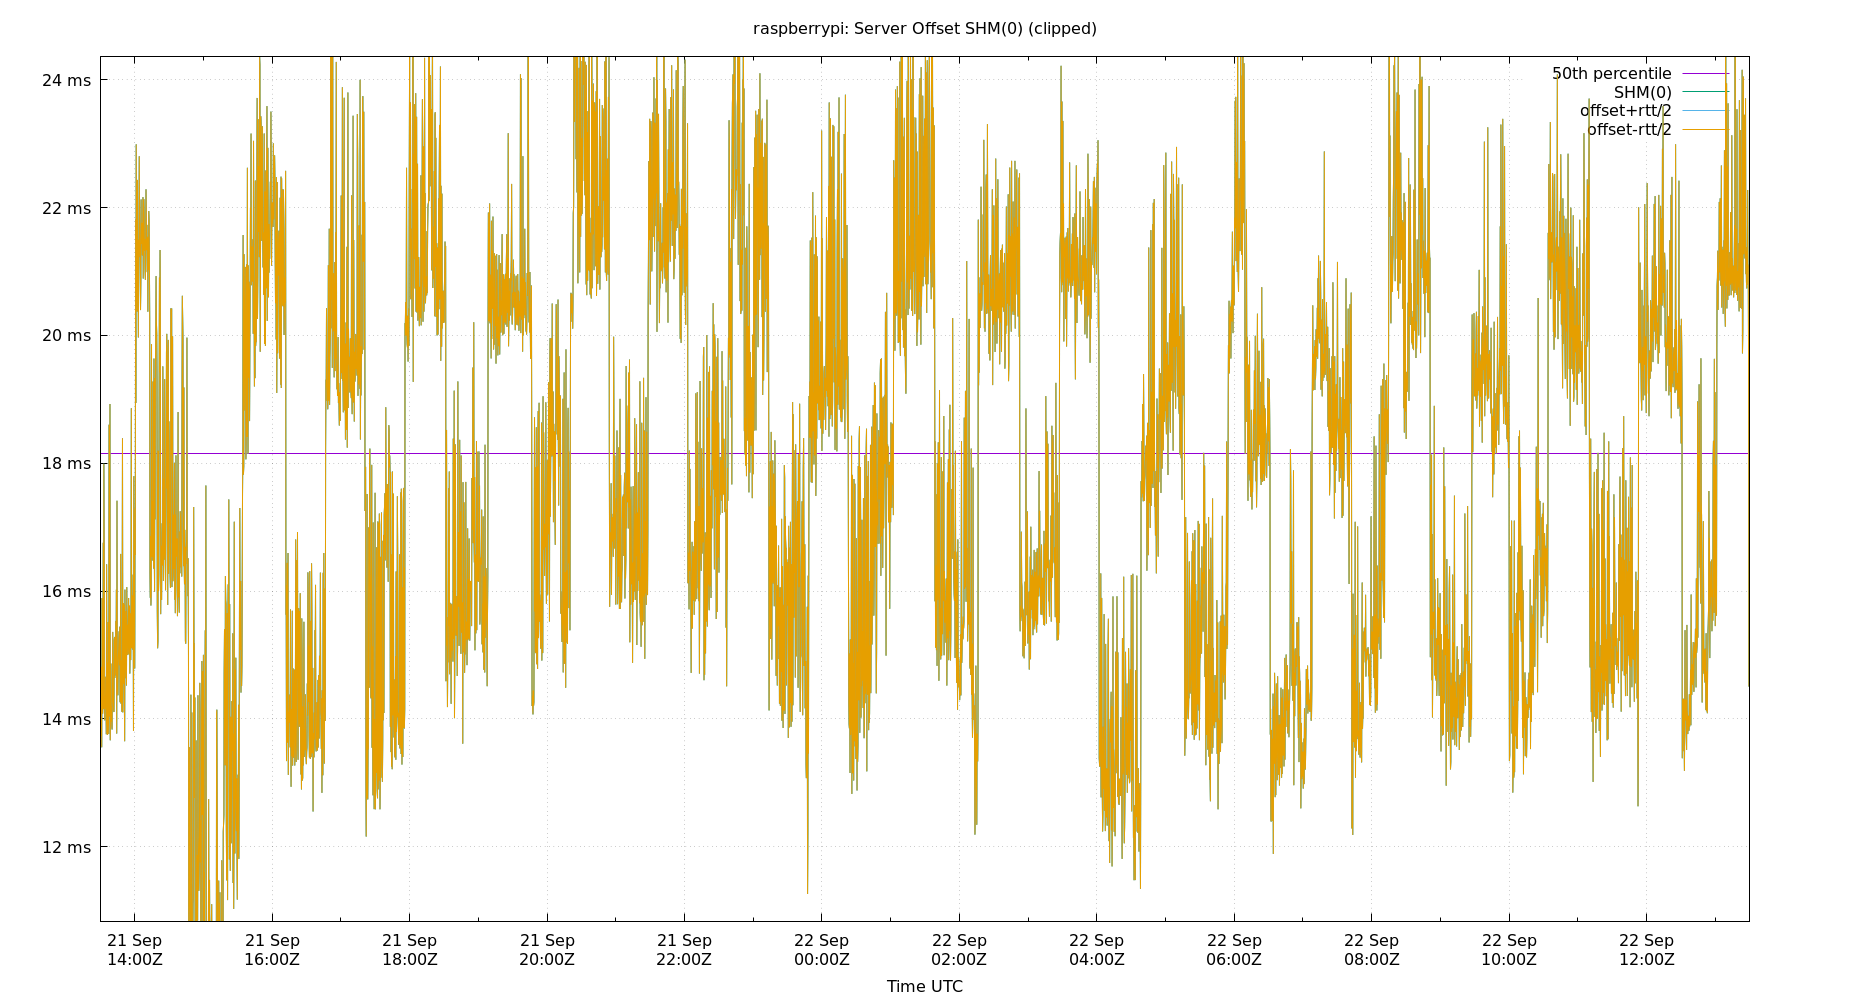 raspberrypi: Server Offset SHM(0) (clipped)
50th percentile
SHM(0)
offset+rtt/2
offset-rtt/2
24 ms
22 ms
20 ms
18 ms
16 ms
14 ms
12 ms
21 Sep 21 Sep 21 Sep 21 Sep 21 Sep 22 Sep 22 Sep 22 Sep 22 Sep 22 Sep 22 Sep 22 Sep
14:00Z 16:00Z 18:00Z 20:00Z 22:00Z 00:00Z 02:00Z 04:00Z 06:00Z 08:00Z 10:00Z 12:00Z
Time UTC